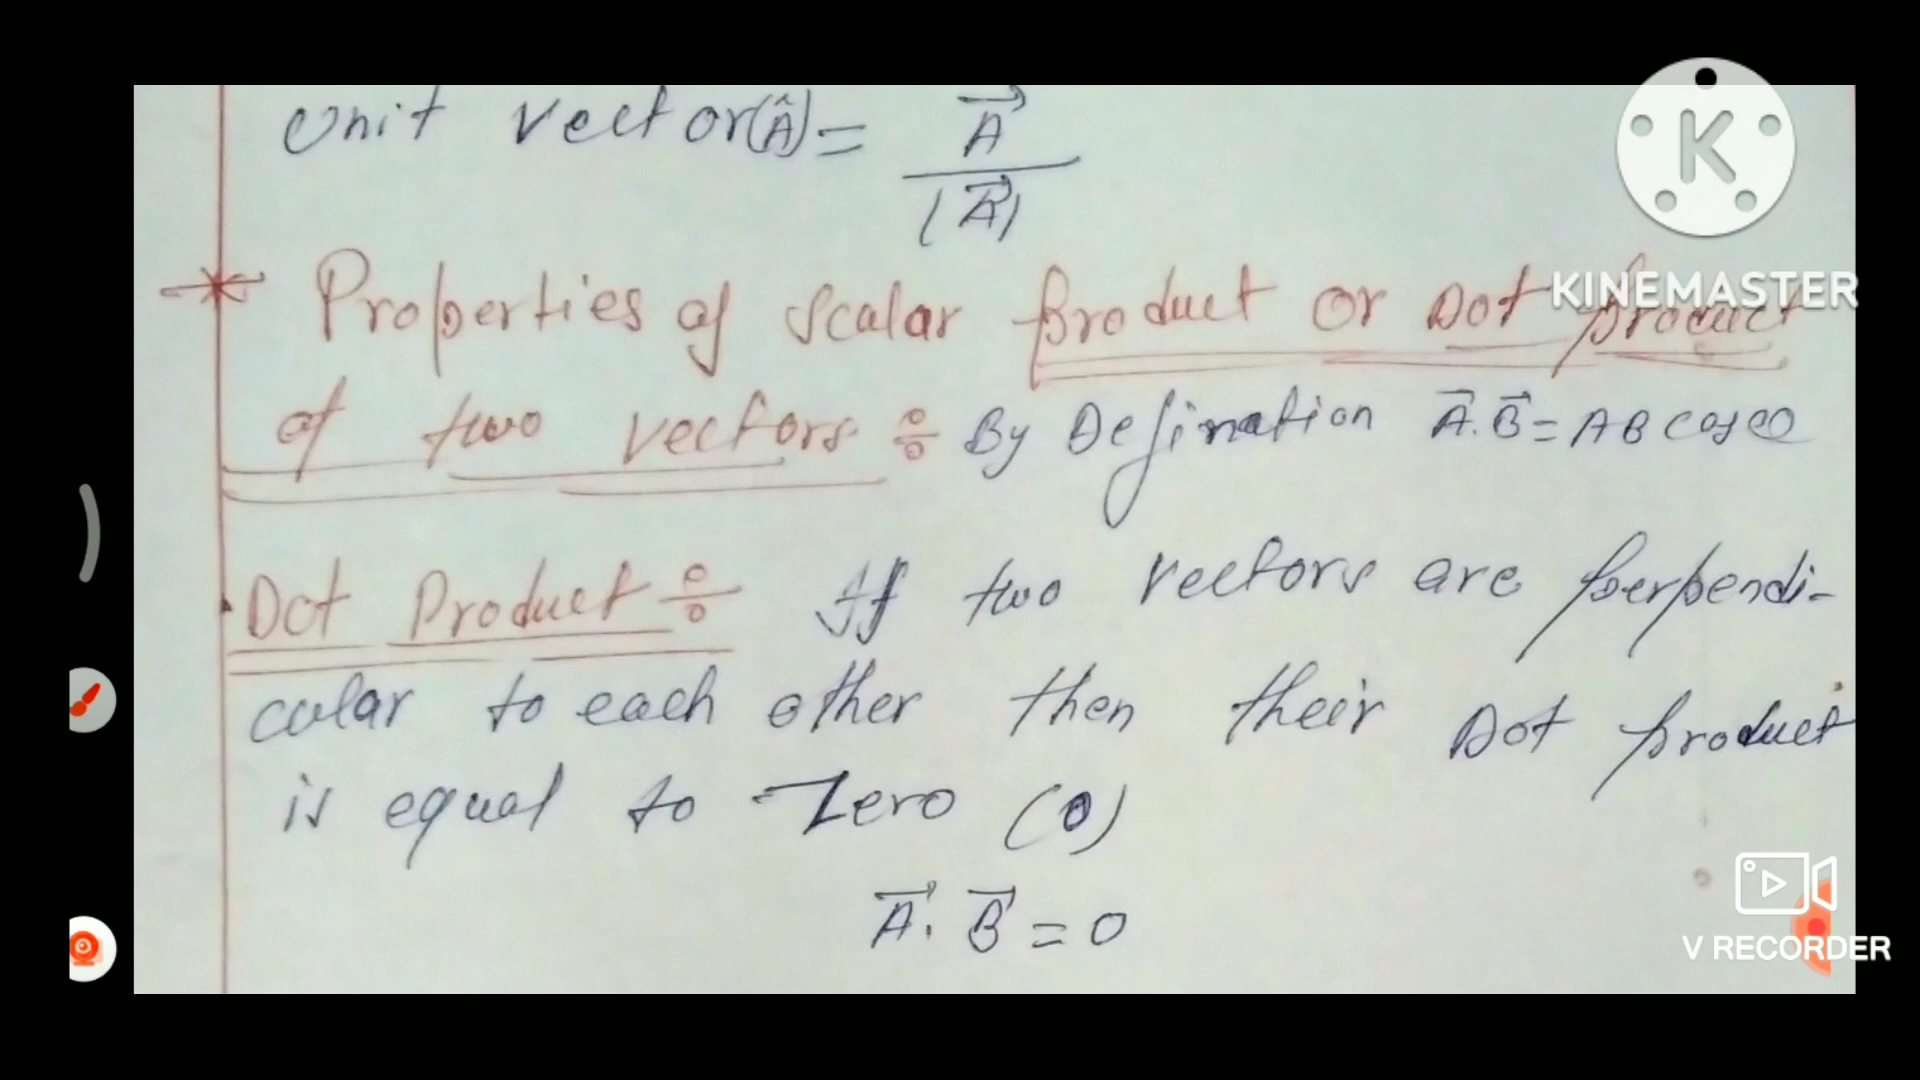 Unit vector(Â) = A⃗
|A⃗|
* Properties of scalar product or Dot product
of two vectors ÷ By Defination A⃗.B⃗ = AB cosθ
Dot Product ÷ If two vectors are perpendi-
cular to each other then their Dot product
is equal to Zero (0)
A⃗. B⃗ = 0
K
KINEMASTER
V RECORDER